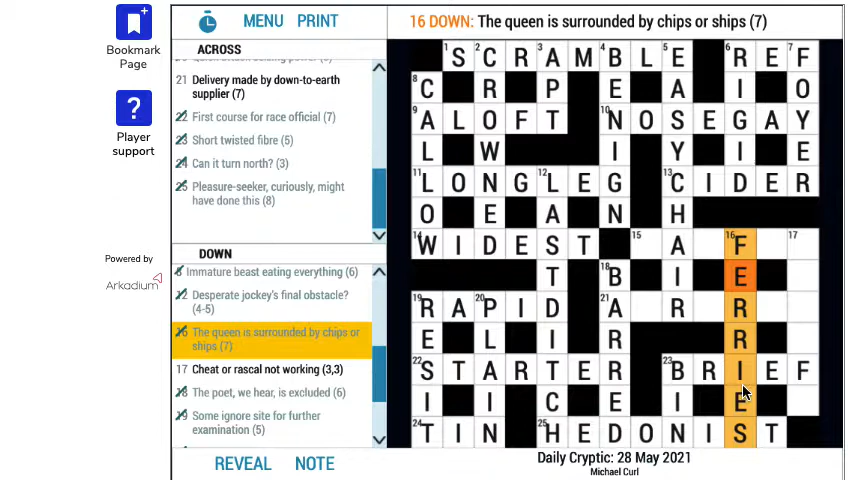 Bookmark
Page
Player
support
Powered by
Arkadium
MENU PRINT
16 DOWN: The queen is surrounded by chips or ships (7)
ACROSS
21 Delivery made by down-to-earth
supplier (7)
22 First course for race official (7)
23 Short twisted fibre (5)
24 Can it turn north? (3)
25 Pleasure-seeker, curiously, might
have done this (8)
DOWN
8 Immature beast eating everything (6)
12 Desperate jockey's final obstacle?
(4-5)
16 The queen is surrounded by chips or
ships (7)
17 Cheat or rascal not working (3,3)
18 The poet, we hear, is excluded (6)
19 Some ignore site for further
examination (5)
REVEAL NOTE
1 S 2 C R 3 A M 4 B L 5 E 6 R E 7 F
8 C R P E A I O
9 A L O F T 10 N O S E G A Y
L W I Y I E
11 L O N G 12 L E G 13 C I D E R
O E A N H
14 W I D E S T 15 A 16 F 17
T 18 B I E
19 R A 20 P I D 21 A R R
E L I R R
22 S T A R T E R 23 B R I E F
I I C E I E
24 T I N 25 H E D O N I S T
Daily Cryptic: 28 May 2021
Michael Curl